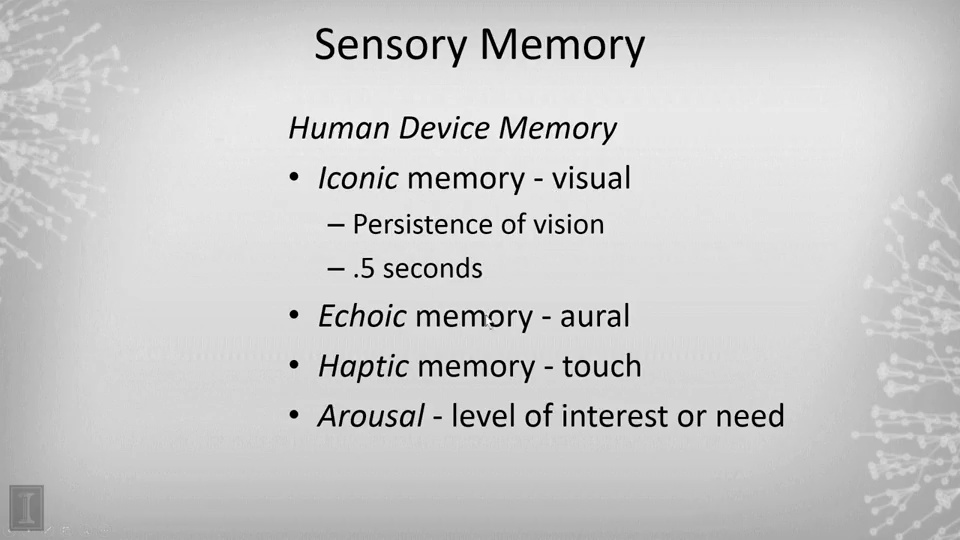 Sensory Memory
Human Device Memory
• Iconic memory - visual
– Persistence of vision
– .5 seconds
• Echoic memory - aural
• Haptic memory - touch
• Arousal - level of interest or need
I